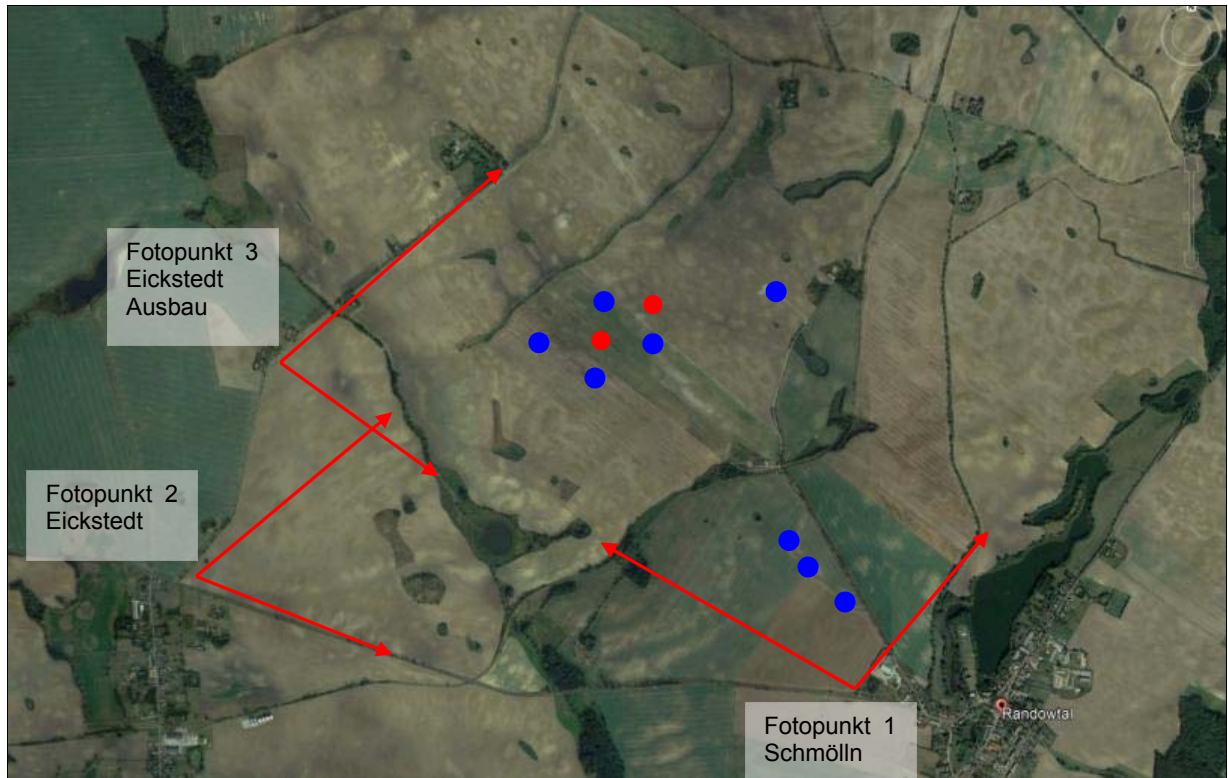 Fotopunkt 3
Eickstedt
Ausbau
Fotopunkt 2
Eickstedt
Fotopunkt 1
Schmölln
Randowtal